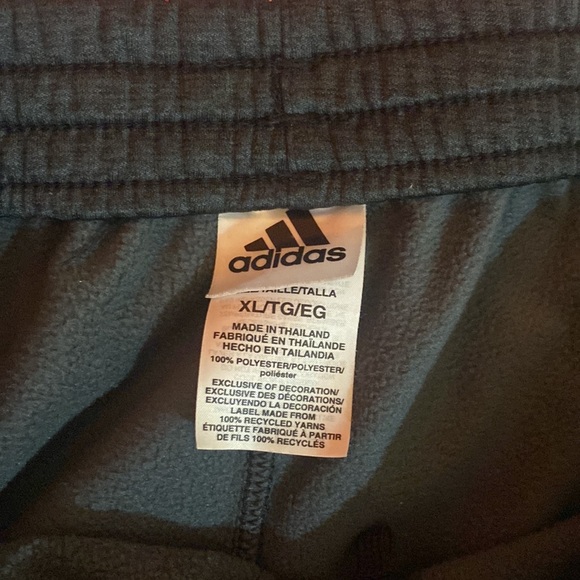 adidas
TAILLE/TALLA
XL/TG/EG
MADE IN THAILAND
FABRIQUÉ EN THAÏLANDE
HECHO EN TAILANDIA
100% POLYESTER/POLYESTER/
poliéster
EXCLUSIVE OF DECORATION/
EXCLUSIVE DES DÉCORATIONS/
EXCLUYENDO LA DECORACIÓN
LABEL MADE FROM
100% RECYCLED YARNS
ÉTIQUETTE FABRIQUÉ À PARTIR
DE FILS 100% RECYCLÉS